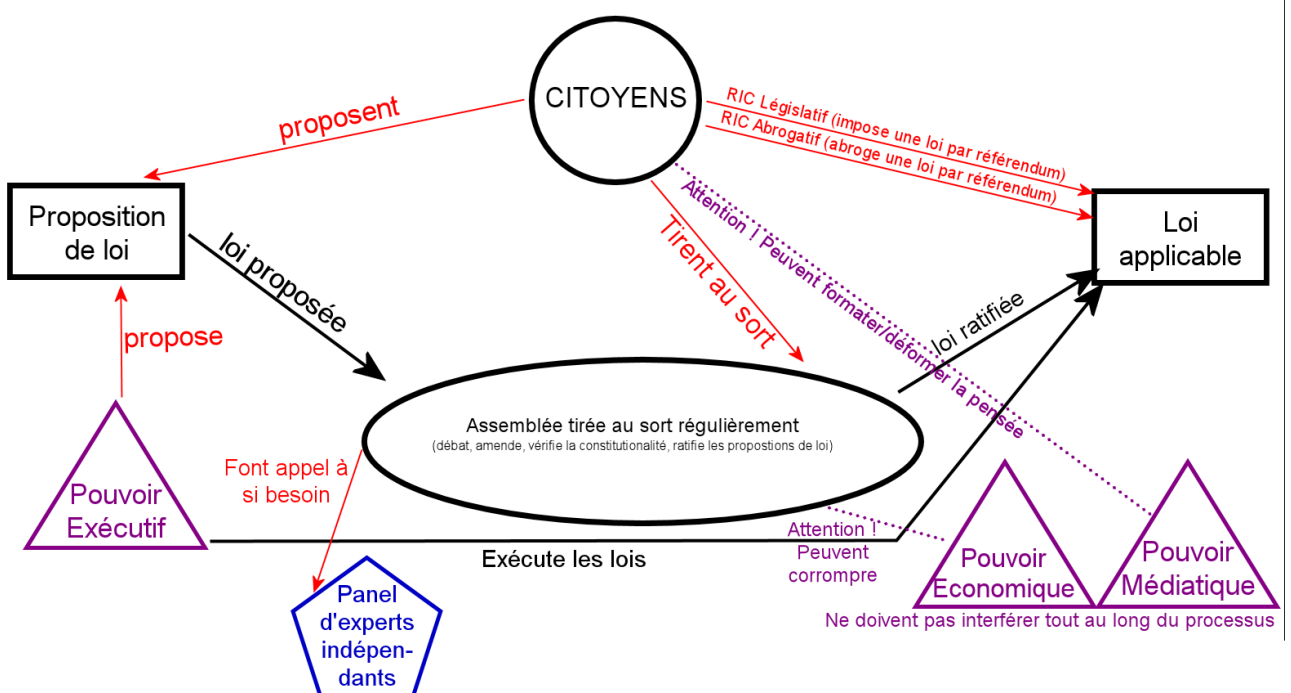 CITOYENS
proposent
RIC Législatif (impose une loi par référendum)
RIC Abrogatif (abroge une loi par référendum)
Proposition
de loi
loi proposée
Tirent au sort
Attention ! Peuvent formater/déformer la pensée
Loi
applicable
propose
loi ratifiée
Assemblée tirée au sort régulièrement
(débat, amende, vérifie la constitutionalité, ratifie les propostions de loi)
Font appel à
si besoin
Pouvoir
Exécutif
Exécute les lois
Attention !
Peuvent
corrompre
Pouvoir
Economique
Pouvoir
Médiatique
Ne doivent pas interférer tout au long du processus
Panel
d'experts
indépen-
dants